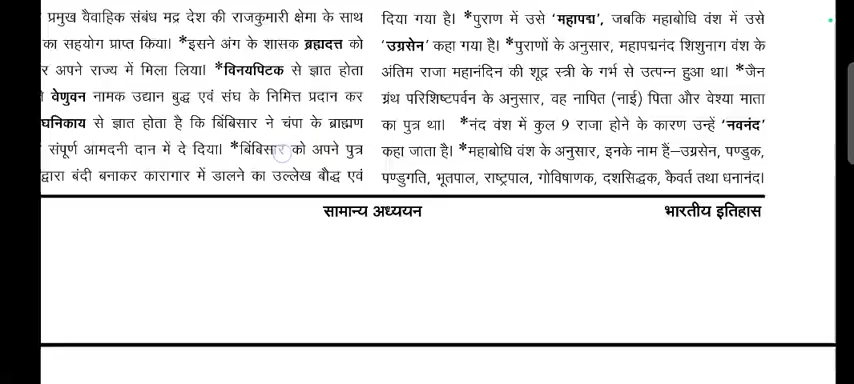 प्रमुख वैवाहिक संबंध मद्र देश की राजकुमारी क्षेमा के साथ
का सहयोग प्राप्त किया। *इसने अंग के शासक ब्रह्मदत्त को
र अपने राज्य में मिला लिया। *विनयपिटक से ज्ञात होता
वेणुवन नामक उद्यान बुद्ध एवं संघ के निमित्त प्रदान कर
घनिकाय से ज्ञात होता है कि बिंबिसार ने चंपा के ब्राह्मण
संपूर्ण आमदनी दान में दे दिया। *बिंबिसार को अपने पुत्र
द्वारा बंदी बनाकर कारागार में डालने का उल्लेख बौद्ध एवं
दिया गया है। *पुराण में उसे ‘महापद्म’, जबकि महाबोधि वंश में उसे
‘उग्रसेन’ कहा गया है। *पुराणों के अनुसार, महापद्मनंद शिशुनाग वंश के
अंतिम राजा महानंदिन की शूद्र स्त्री के गर्भ से उत्पन्न हुआ था। *जैन
ग्रंथ परिशिष्टपर्वन के अनुसार, वह नापित (नाई) पिता और वेश्या माता
का पुत्र था। *नंद वंश में कुल 9 राजा होने के कारण उन्हें ‘नवनंद’
कहा जाता है। *महाबोधि वंश के अनुसार, इनके नाम हैं–उग्रसेन, पण्डुक,
पण्डुगति, भूतपाल, राष्ट्रपाल, गोविषाणक, दशसिद्धक, कैवर्त तथा धनानंद।
सामान्य अध्ययन
भारतीय इतिहास